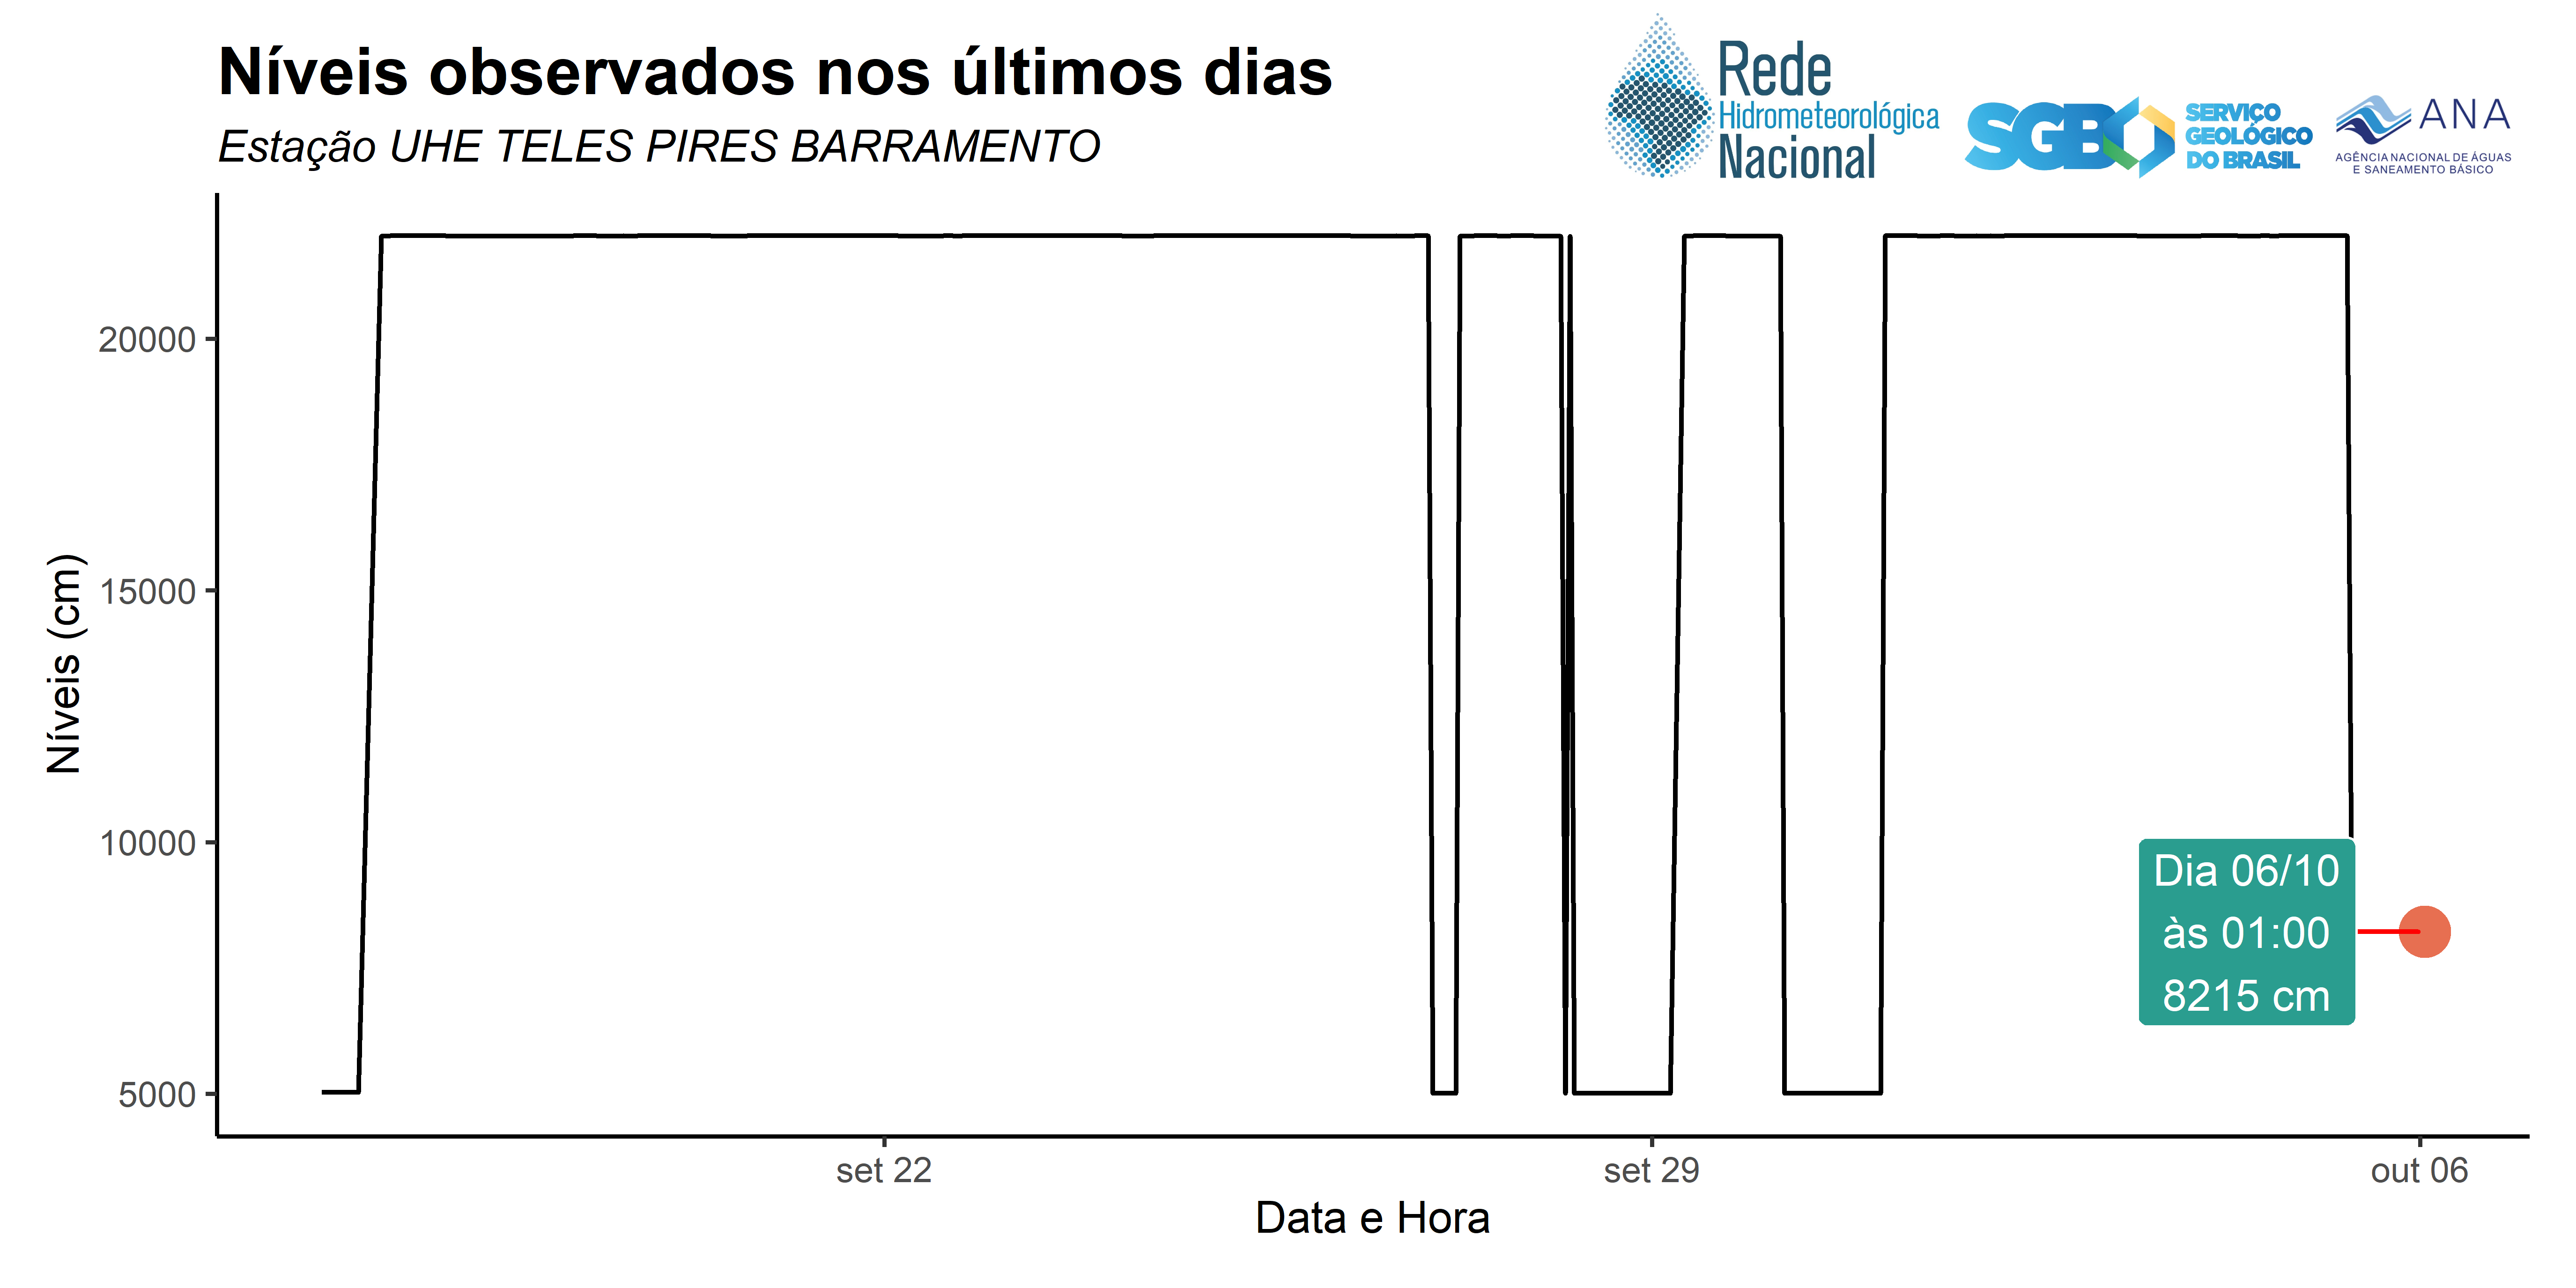 Níveis observados nos últimos dias
Estação UHE TELES PIRES BARRAMENTO
Rede
Hidrometeorológica
Nacional
SGB
SERVIÇO
GEOLÓGICO
DO BRASIL
ANA
AGÊNCIA NACIONAL DE ÁGUAS
E SANEAMENTO BÁSICO
Níveis (cm)
20000
15000
10000
5000
Dia 06/10
às 01:00
8215 cm
set 22
set 29
out 06
Data e Hora